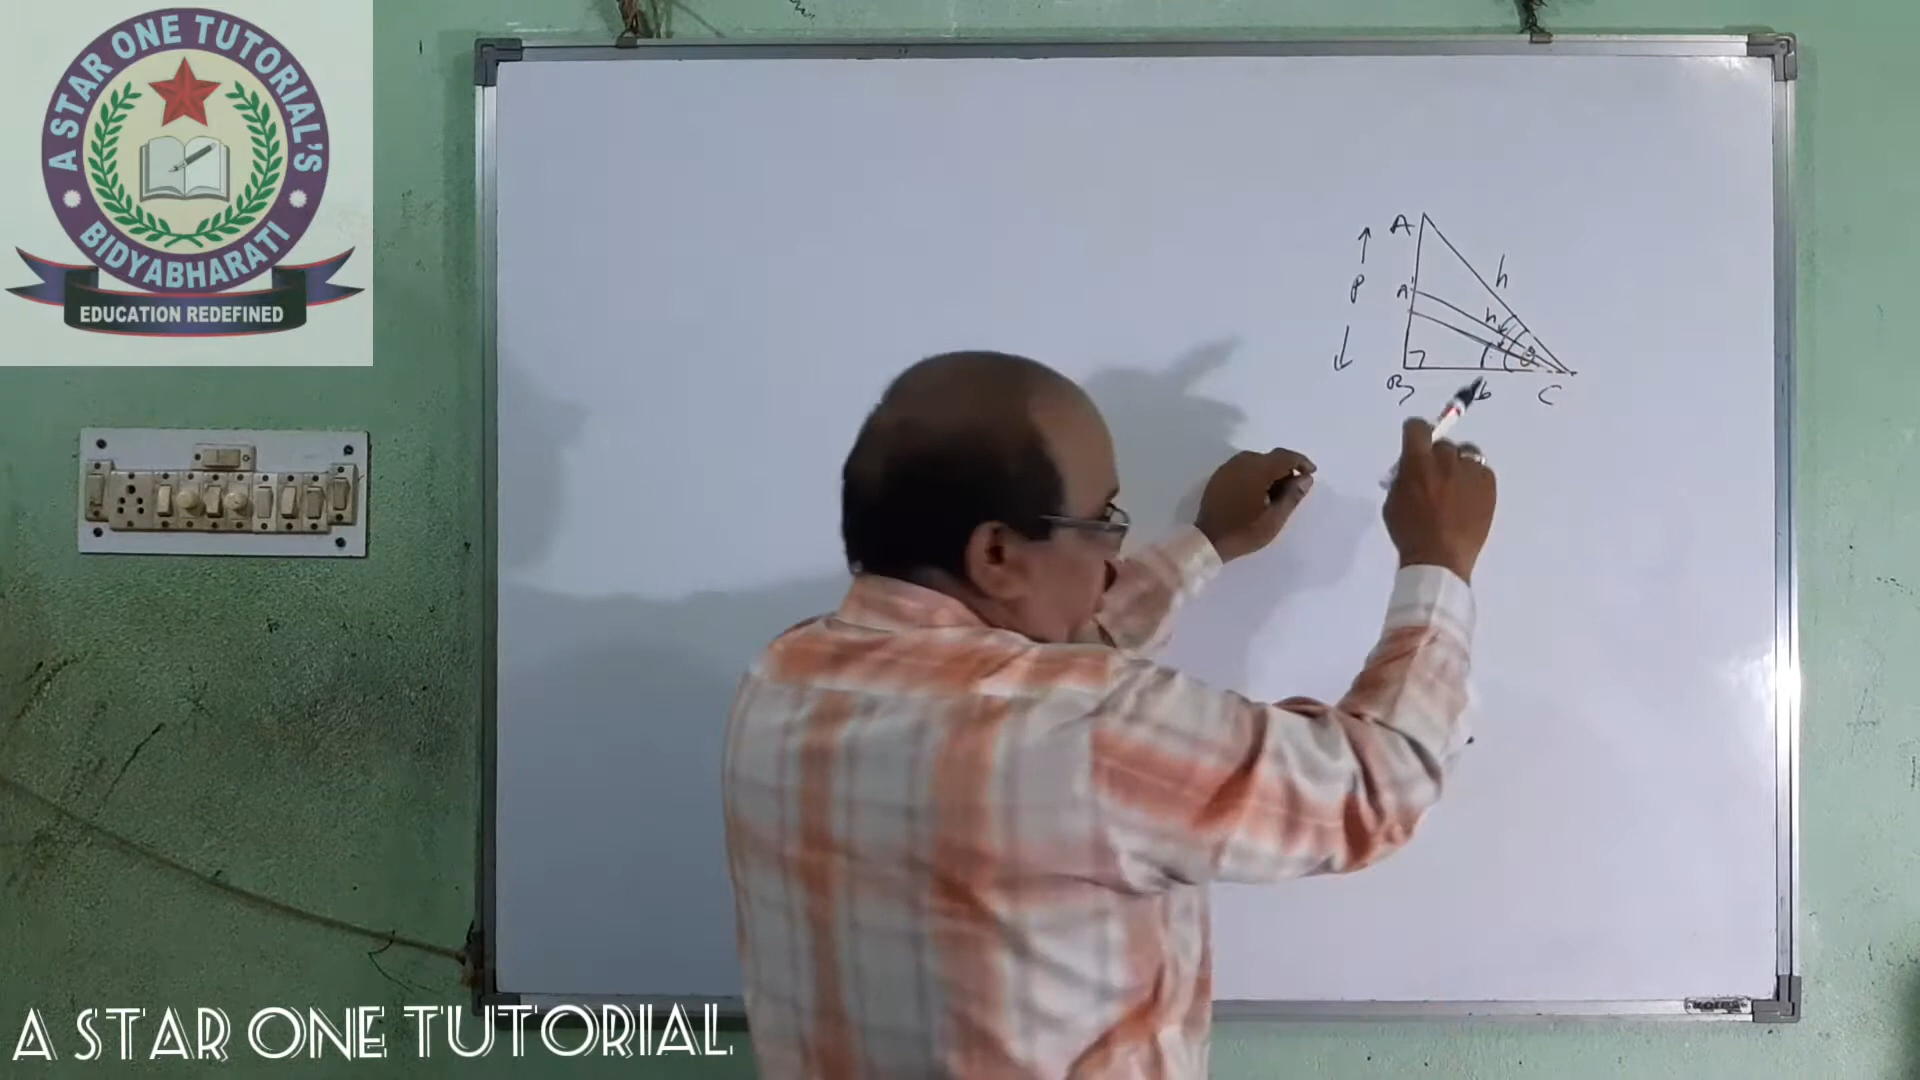 A STAR ONE TUTORIAL'S
BIDYABHARATI
EDUCATION REDEFINED
A
h
P
A'
h
θ
B
b
C
A STAR ONE TUTORIAL